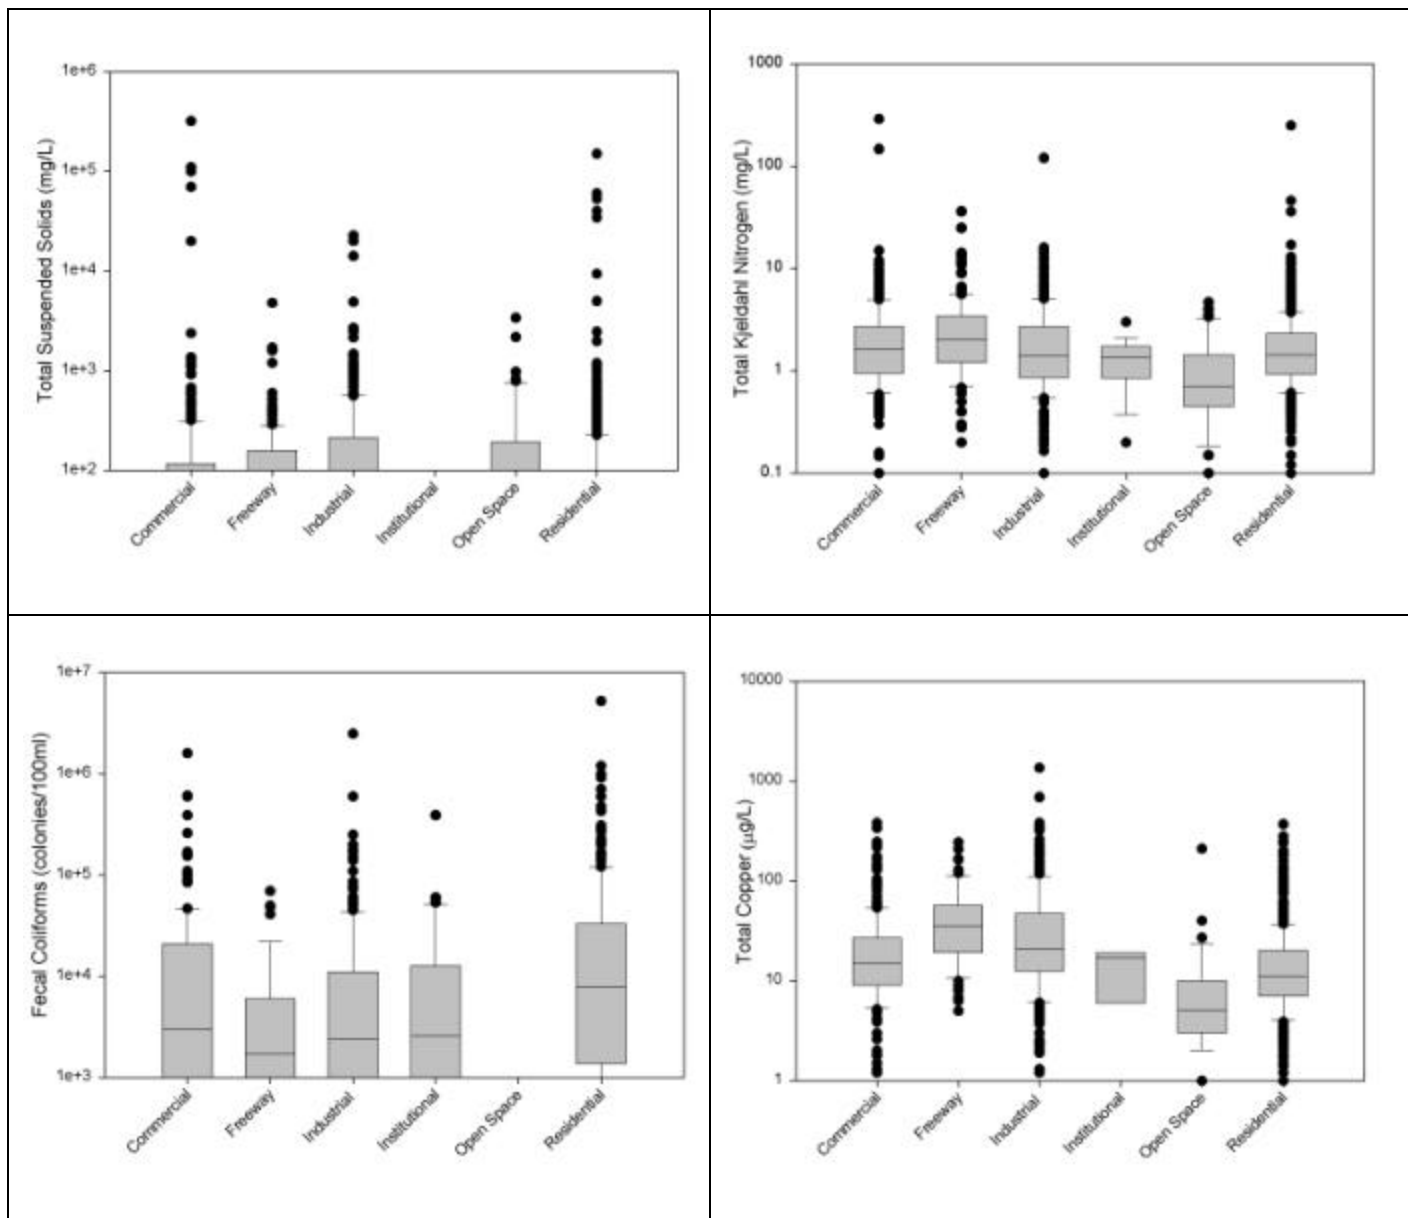 1e+6
1e+5
1e+4
1e+3
1e+2
Total Suspended Solids (mg/L)
Commercial
Freeway
Industrial
Institutional
Open Space
Residential
1000
100
10
1
0.1
Total Kjeldahl Nitrogen (mg/L)
Commercial
Freeway
Industrial
Institutional
Open Space
Residential
1e+7
1e+6
1e+5
1e+4
1e+3
Fecal Coliforms (colonies/100ml)
Commercial
Freeway
Industrial
Institutional
Open Space
Residential
10000
1000
100
10
1
Total Copper (µg/L)
Commercial
Freeway
Industrial
Institutional
Open Space
Residential